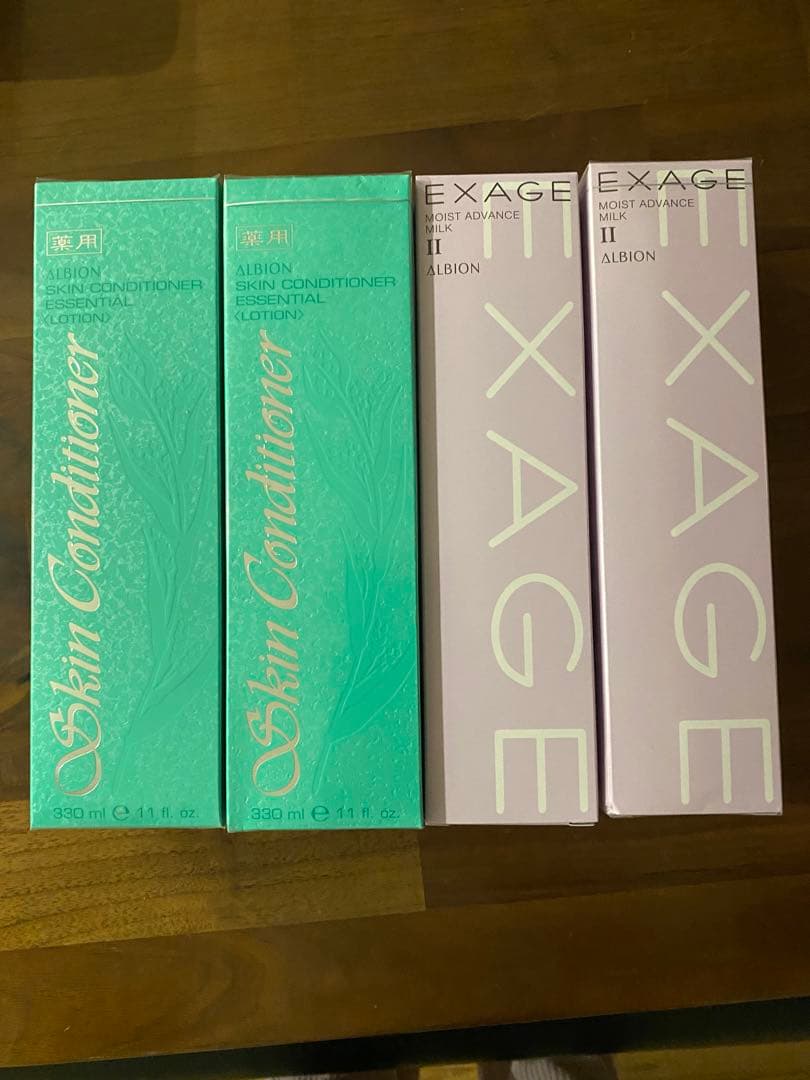 薬用
ALBION
SKIN CONDITIONER
ESSENTIAL
〈LOTION〉
Skin Conditioner
330 ml ℮ 11 fl. oz.
薬用
ALBION
SKIN CONDITIONER
ESSENTIAL
〈LOTION〉
Skin Conditioner
330 ml ℮ 11 fl. oz.
EXAGE
MOIST ADVANCE
MILK
II
ALBION
EXAGE
EXAGE
MOIST ADVANCE
MILK
II
ALBION
EXAGE